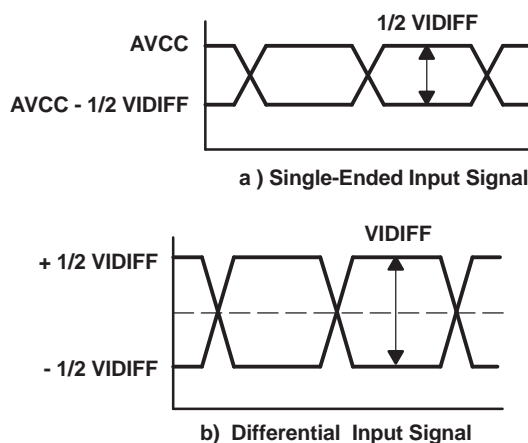 1/2 VIDIFF
AVCC
AVCC - 1/2 VIDIFF
a ) Single-Ended Input Signal
VIDIFF
+ 1/2 VIDIFF
- 1/2 VIDIFF
b) Differential Input Signal